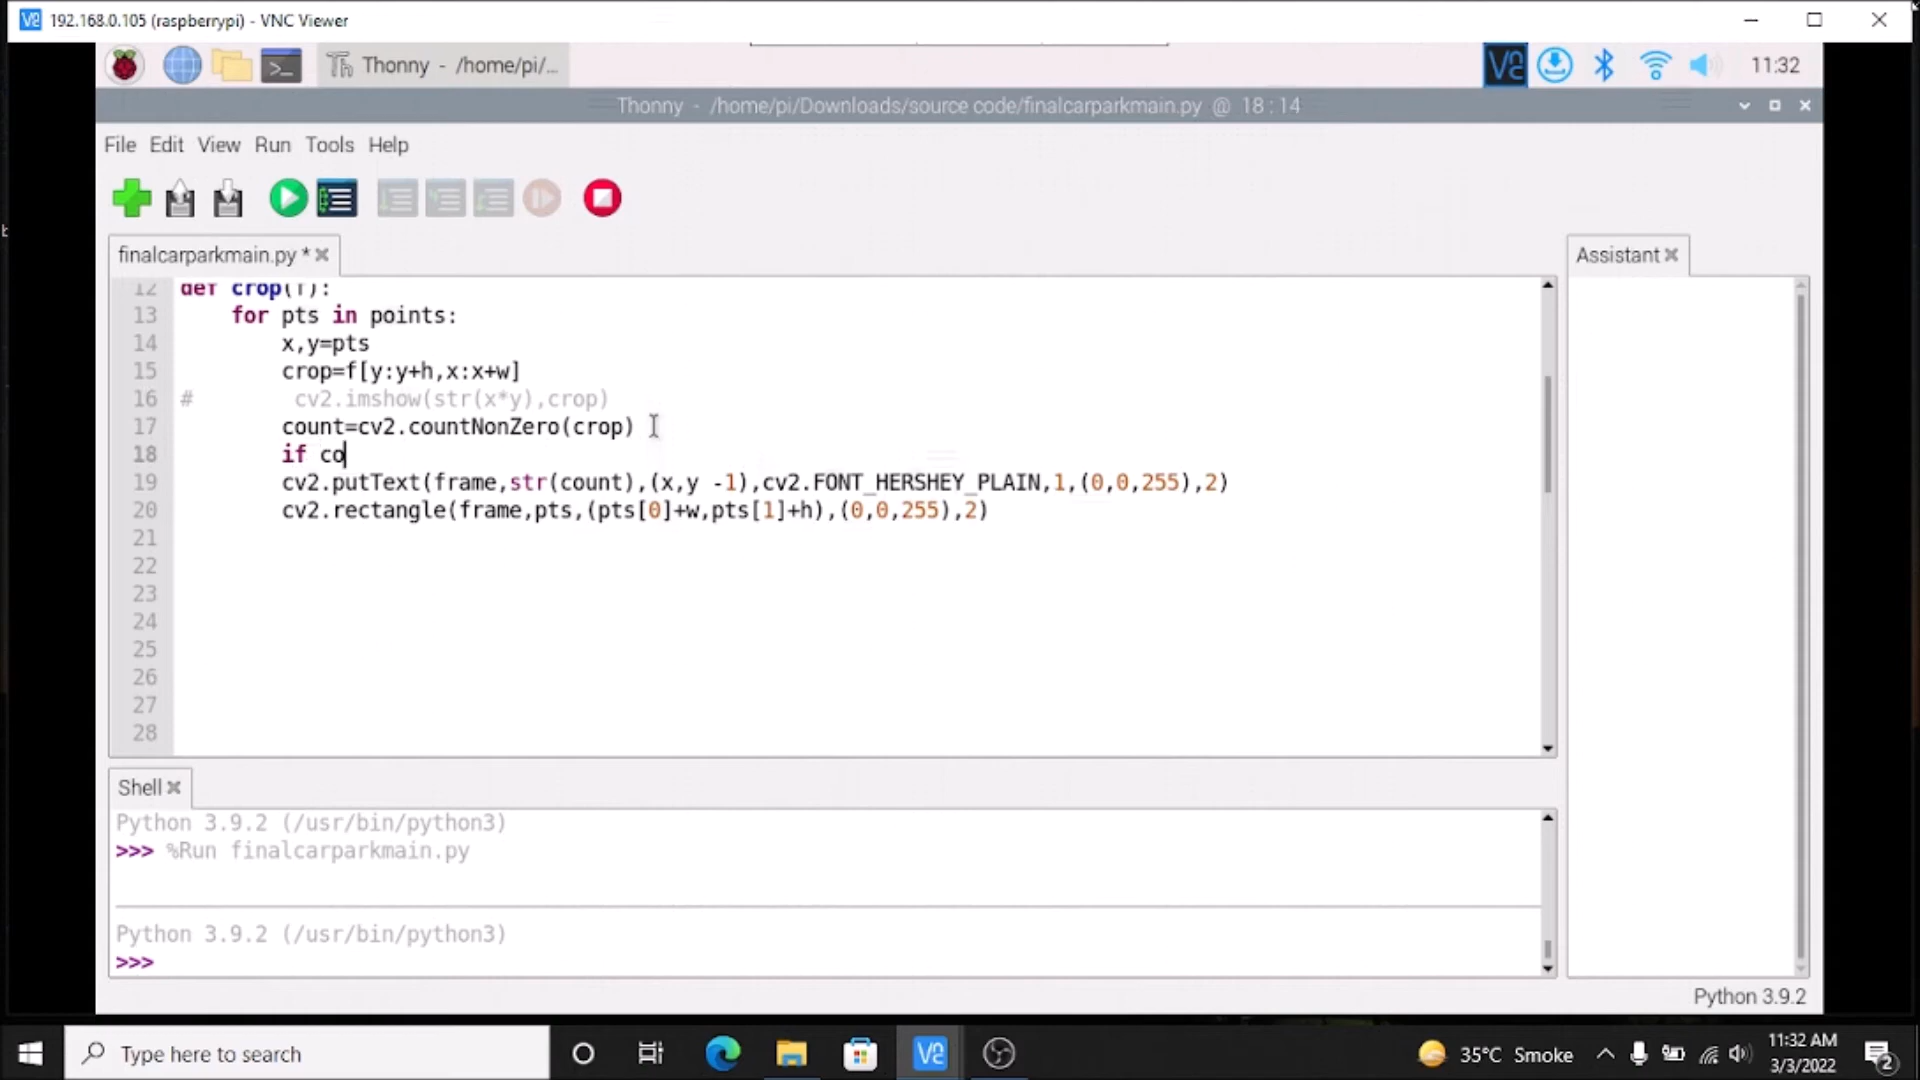 192.168.0.105 (raspberrypi) - VNC Viewer
Thonny - /home/pi/...
11:32
Thonny - /home/pi/Downloads/source code/finalcarparkmain.py @ 18 : 14
File Edit View Run Tools Help
finalcarparkmain.py *
Assistant
12 def crop(f):
13 for pts in points:
14 x,y=pts
15 crop=f[y:y+h,x:x+w]
16 # cv2.imshow(str(x*y),crop)
17 count=cv2.countNonZero(crop)
18 if co
19 cv2.putText(frame,str(count),(x,y -1),cv2.FONT_HERSHEY_PLAIN,1,(0,0,255),2)
20 cv2.rectangle(frame,pts,(pts[0]+w,pts[1]+h),(0,0,255),2)
21
22
23
24
25
26
27
28
Shell
Python 3.9.2 (/usr/bin/python3)
>>> %Run finalcarparkmain.py
Python 3.9.2 (/usr/bin/python3)
>>>
Python 3.9.2
Type here to search
35°C Smoke
11:32 AM
3/3/2022
2